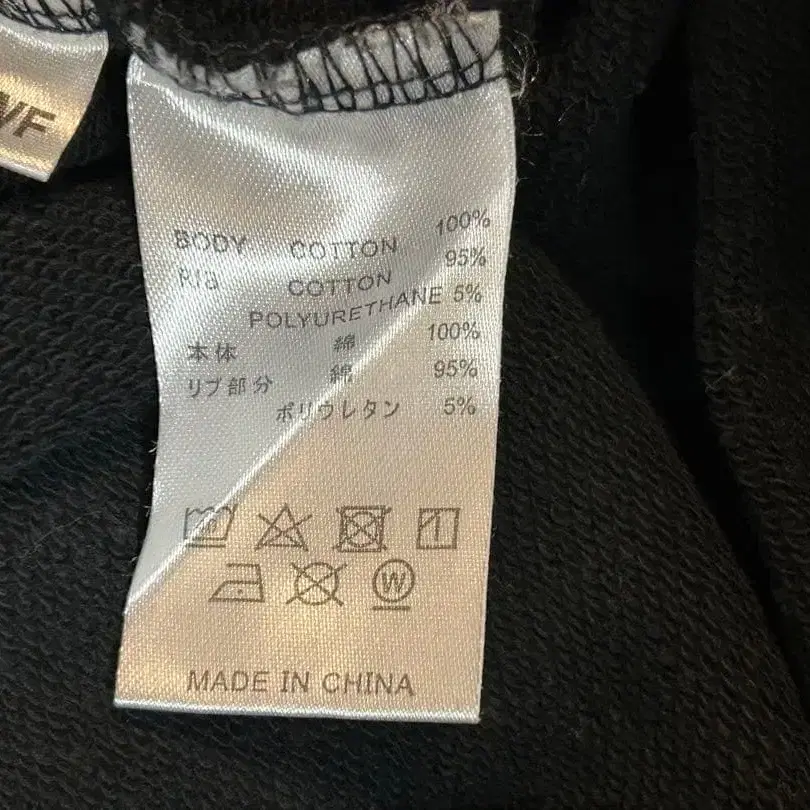 WF
BODY COTTON 100%
RIB COTTON 95%
POLYURETHANE 5%
本体 綿 100%
リブ部分 綿 95%
ポリウレタン 5%
W
MADE IN CHINA